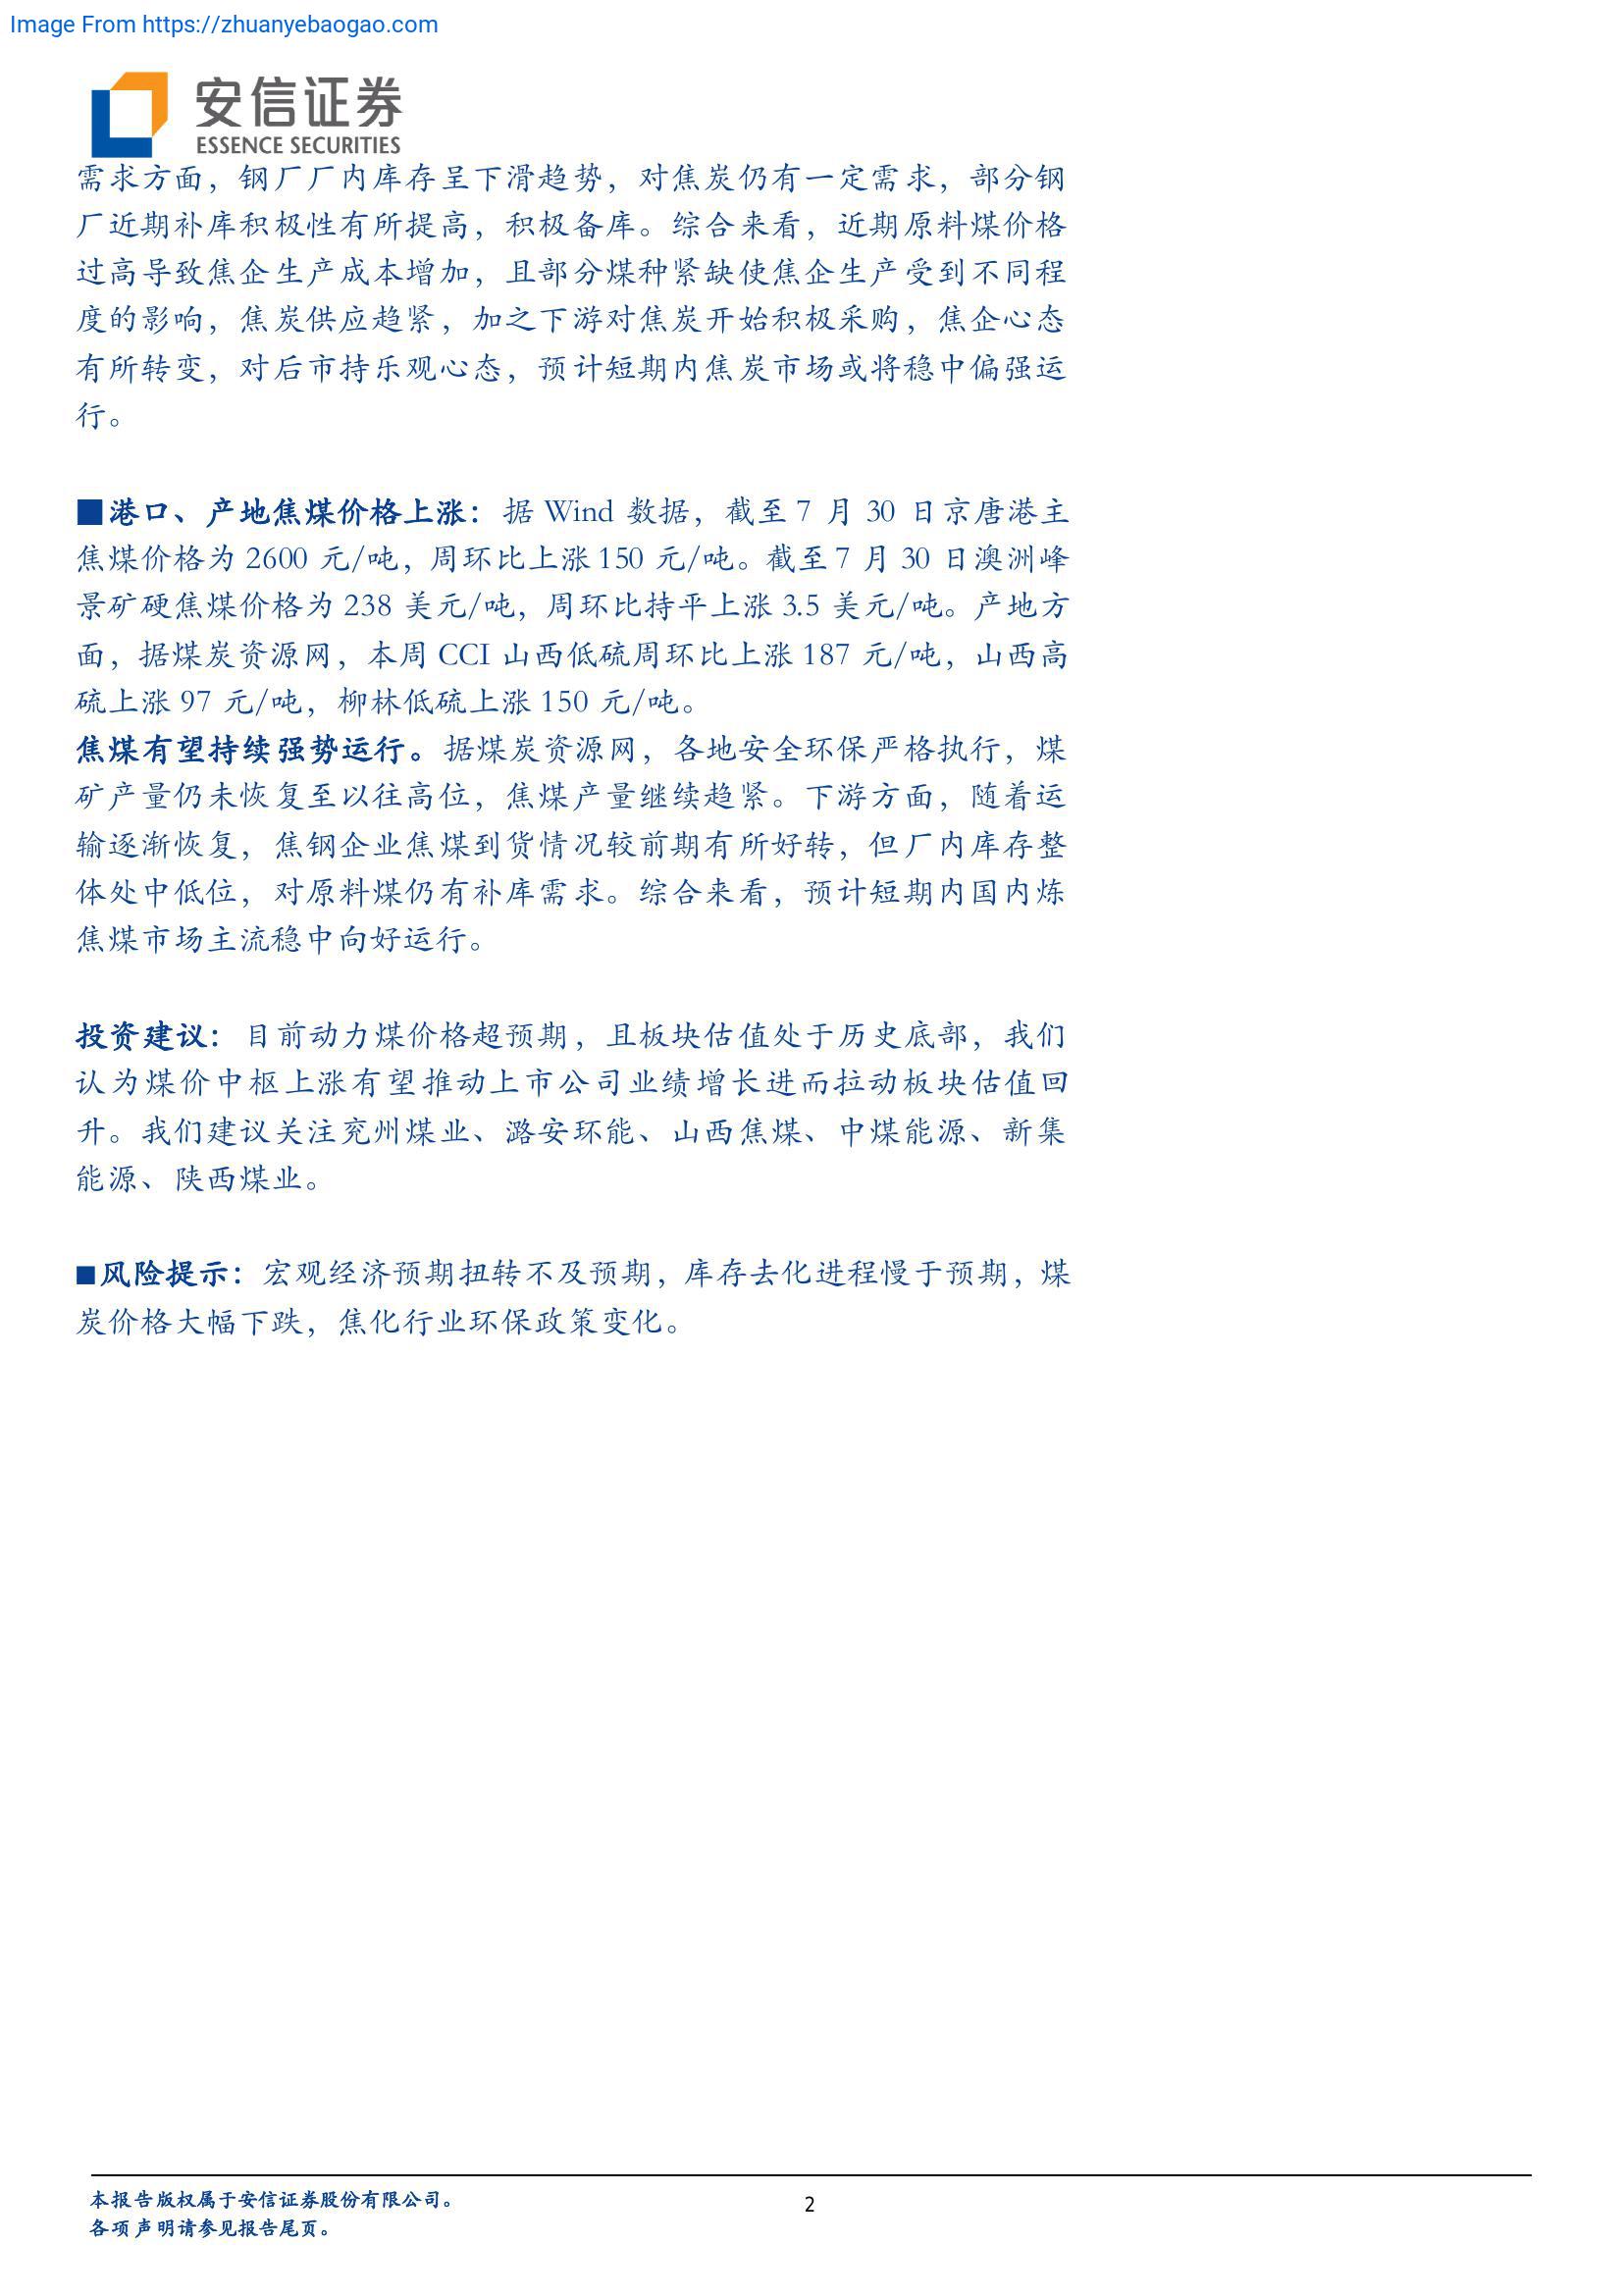 Image From https://zhuanyebaogao.com
安信证券
ESSENCE SECURITIES
需求方面，钢厂厂内库存呈下滑趋势，对焦炭仍有一定需求，部分钢
厂近期补库积极性有所提高，积极备库。综合来看，近期原料煤价格
过高导致焦企生产成本增加，且部分煤种紧缺使焦企生产受到不同程
度的影响，焦炭供应趋紧，加之下游对焦炭开始积极采购，焦企心态
有所转变，对后市持乐观心态，预计短期内焦炭市场或将稳中偏强运
行。
■港口、产地焦煤价格上涨：据 Wind 数据，截至 7 月 30 日京唐港主
焦煤价格为 2600 元/吨，周环比上涨 150 元/吨。截至 7 月 30 日澳洲峰
景矿硬焦煤价格为 238 美元/吨，周环比持平上涨 3.5 美元/吨。产地方
面，据煤炭资源网，本周 CCI 山西低硫周环比上涨 187 元/吨，山西高
硫上涨 97 元/吨，柳林低硫上涨 150 元/吨。
焦煤有望持续强势运行。据煤炭资源网，各地安全环保严格执行，煤
矿产量仍未恢复至以往高位，焦煤产量继续趋紧。下游方面，随着运
输逐渐恢复，焦钢企业焦煤到货情况较前期有所好转，但厂内库存整
体处中低位，对原料煤仍有补库需求。综合来看，预计短期内国内炼
焦煤市场主流稳中向好运行。
投资建议：目前动力煤价格超预期，且板块估值处于历史底部，我们
认为煤价中枢上涨有望推动上市公司业绩增长进而拉动板块估值回
升。我们建议关注兖州煤业、潞安环能、山西焦煤、中煤能源、新集
能源、陕西煤业。
■风险提示：宏观经济预期扭转不及预期，库存去化进程慢于预期，煤
炭价格大幅下跌，焦化行业环保政策变化。
本报告版权属于安信证券股份有限公司。
各项声明请参见报告尾页。
2